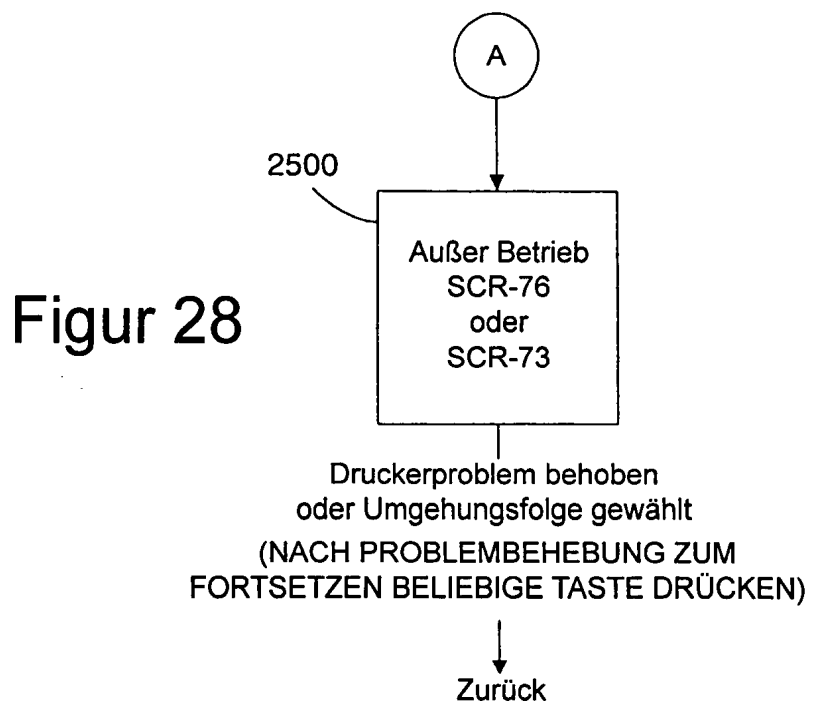 A
2500
Außer Betrieb
SCR-76
oder
SCR-73
Figur 28
Druckerproblem behoben
oder Umgehungsfolge gewählt
(NACH PROBLEMBEHEBUNG ZUM
FORTSETZEN BELIEBIGE TASTE DRÜCKEN)
Zurück